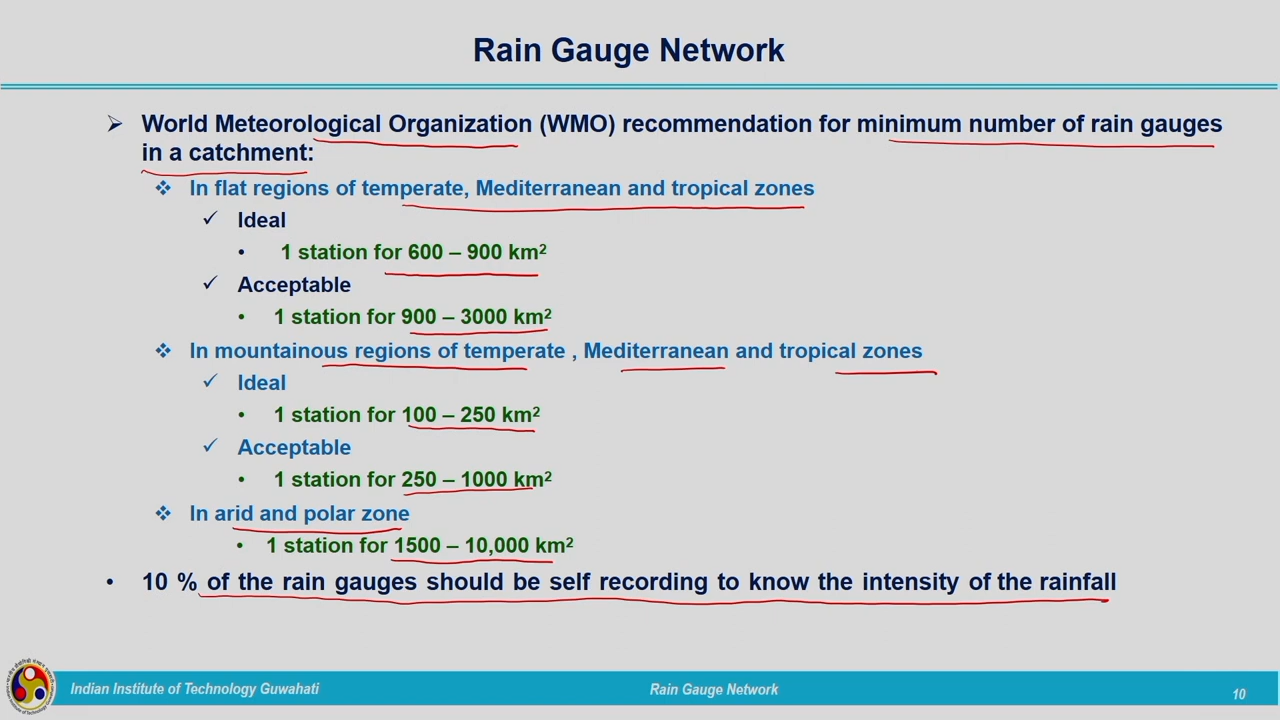 Rain Gauge Network
➢ World Meteorological Organization (WMO) recommendation for minimum number of rain gauges
in a catchment:
❖ In flat regions of temperate, Mediterranean and tropical zones
✓ Ideal
• 1 station for 600 – 900 km²
✓ Acceptable
• 1 station for 900 – 3000 km²
❖ In mountainous regions of temperate , Mediterranean and tropical zones
✓ Ideal
• 1 station for 100 – 250 km²
✓ Acceptable
• 1 station for 250 – 1000 km²
❖ In arid and polar zone
• 1 station for 1500 – 10,000 km²
• 10 % of the rain gauges should be self recording to know the intensity of the rainfall
Indian Institute of Technology Guwahati
Rain Gauge Network
10